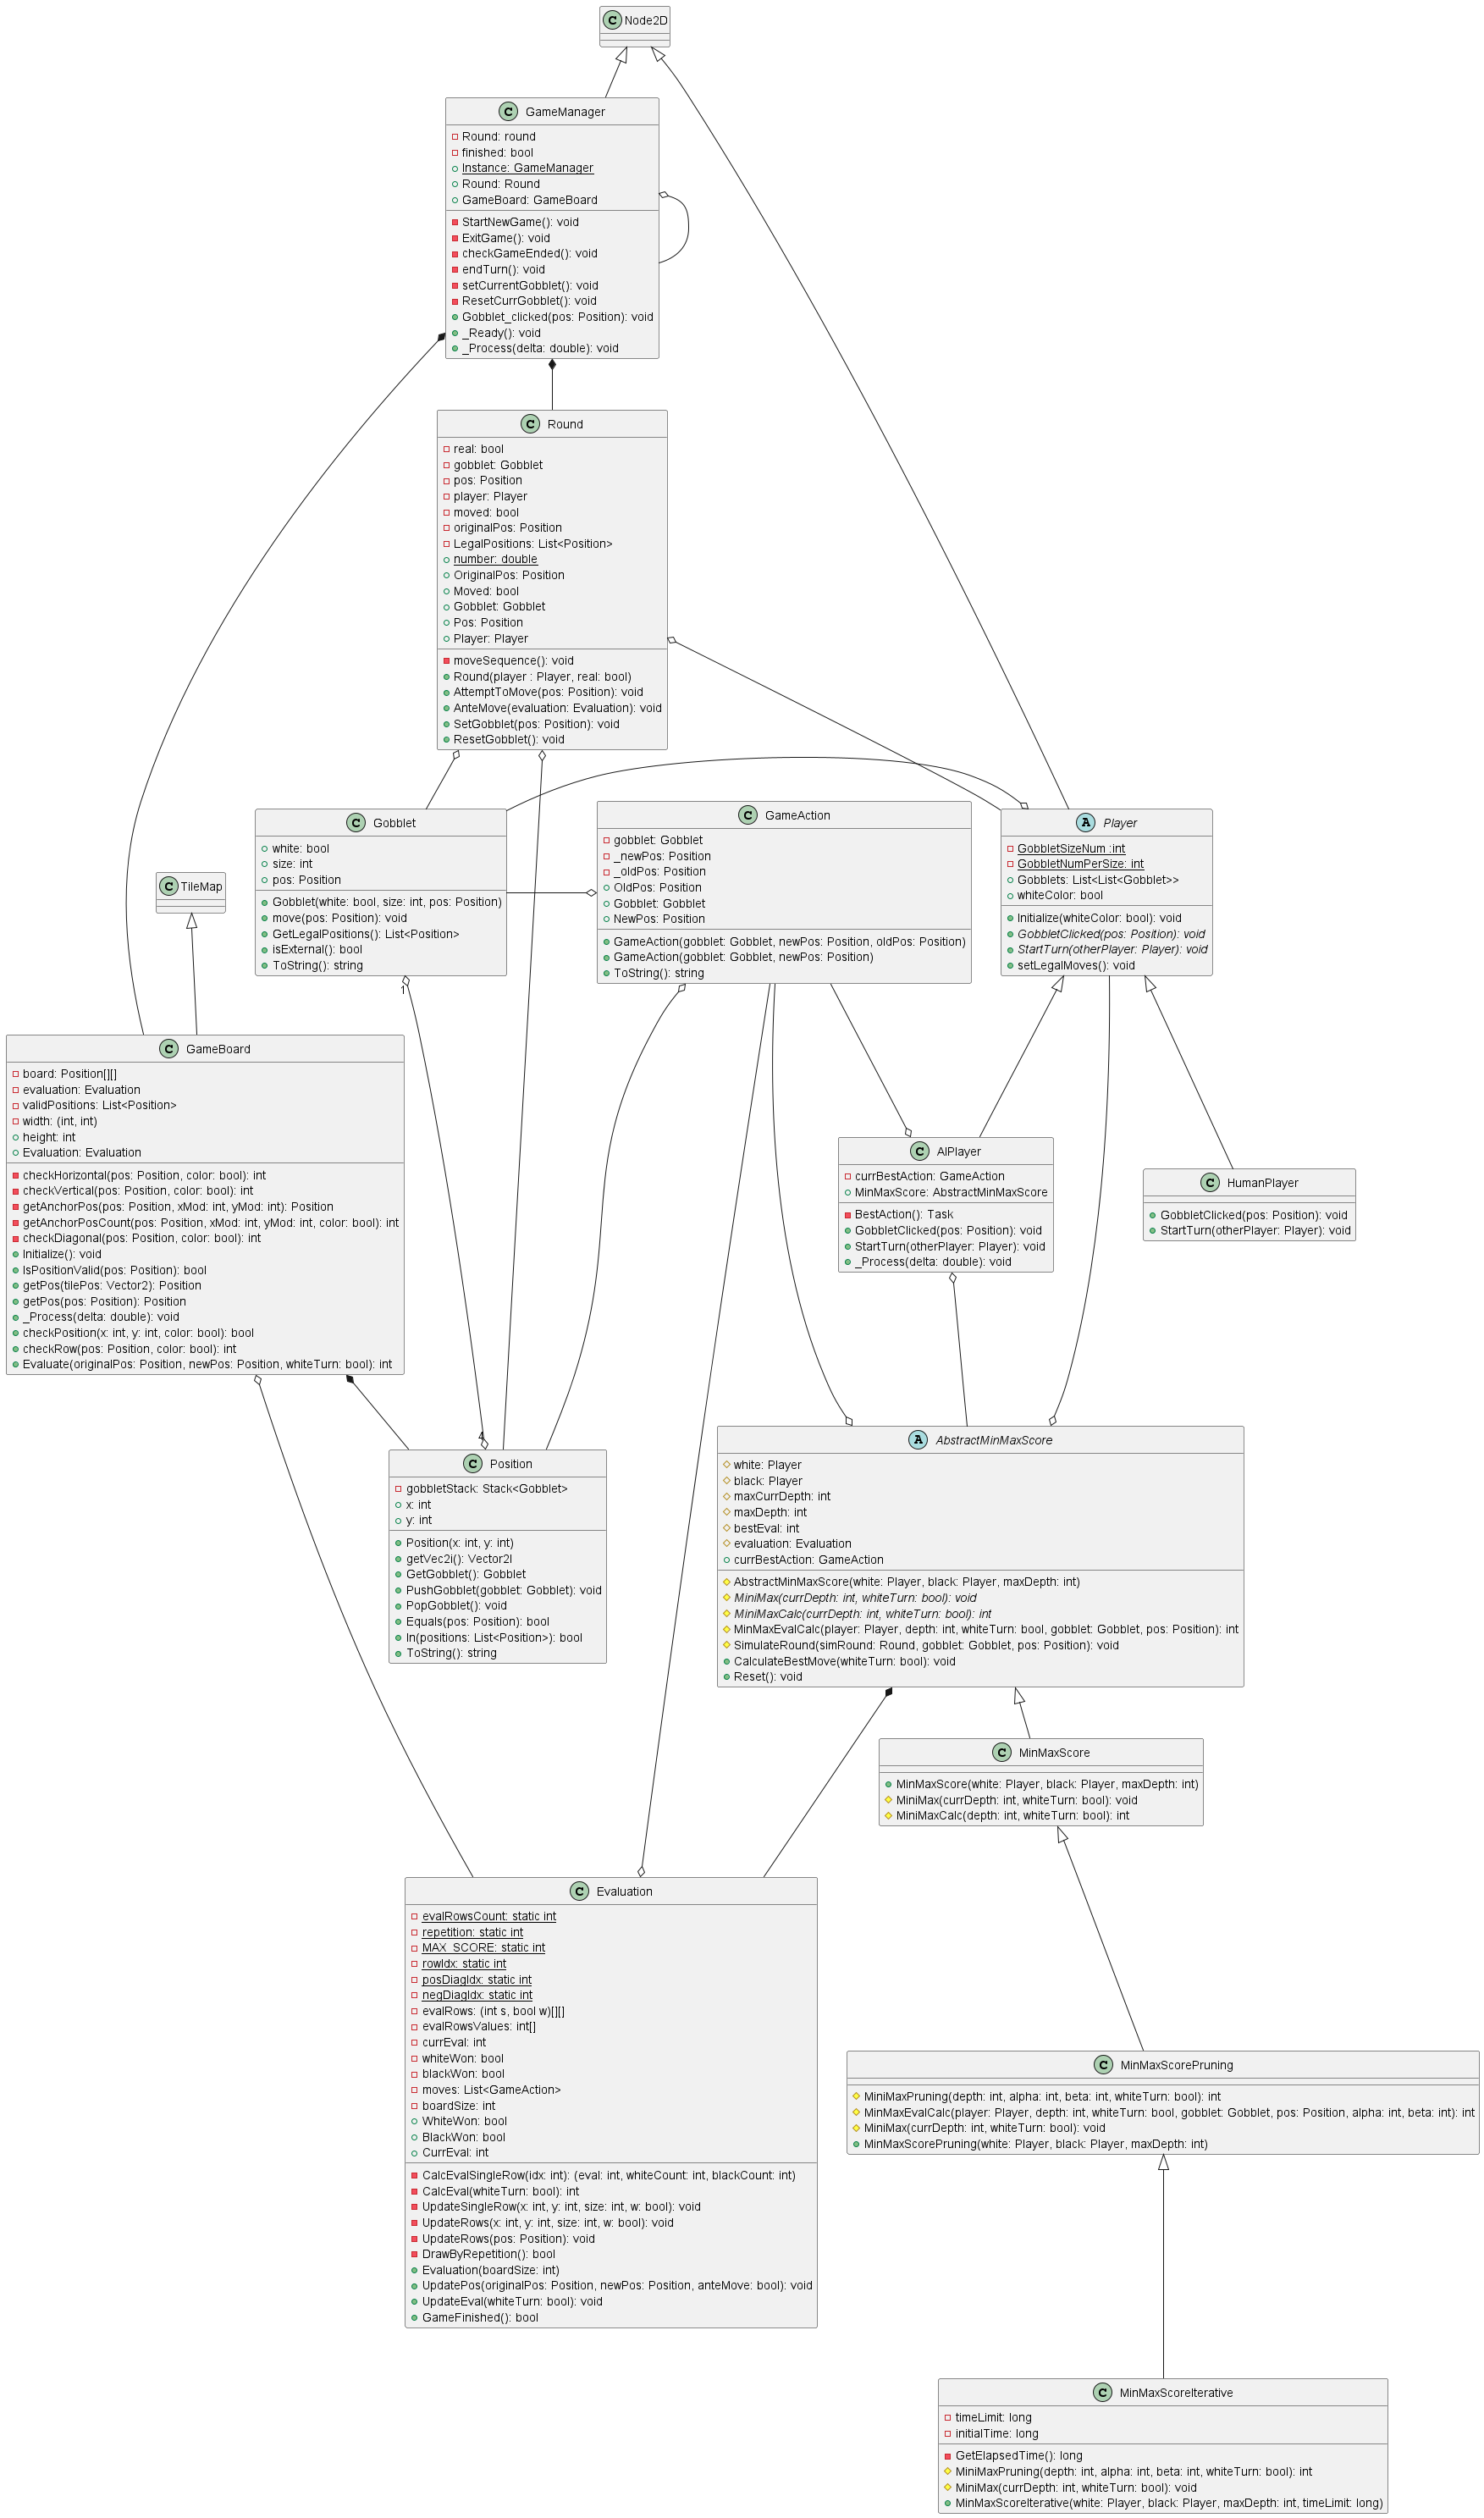 Node2D
GameManager
Round: round
finished: bool
Instance: GameManager
Round: Round
GameBoard: GameBoard
StartNewGame(): void
ExitGame(): void
checkGameEnded(): void
endTurn(): void
setCurrentGobblet(): void
ResetCurrGobblet(): void
Gobblet_clicked(pos: Position): void
_Ready(): void
_Process(delta: double): void
Round
real: bool
gobblet: Gobblet
pos: Position
player: Player
moved: bool
originalPos: Position
LegalPositions: List<Position>
number: double
OriginalPos: Position
Moved: bool
Gobblet: Gobblet
Pos: Position
Player: Player
moveSequence(): void
Round(player : Player, real: bool)
AttemptToMove(pos: Position): void
AnteMove(evaluation: Evaluation): void
SetGobblet(pos: Position): void
ResetGobblet(): void
Gobblet
white: bool
size: int
pos: Position
Gobblet(white: bool, size: int, pos: Position)
move(pos: Position): void
GetLegalPositions(): List<Position>
isExternal(): bool
ToString(): string
GameAction
gobblet: Gobblet
_newPos: Position
_oldPos: Position
OldPos: Position
Gobblet: Gobblet
NewPos: Position
GameAction(gobblet: Gobblet, newPos: Position, oldPos: Position)
GameAction(gobblet: Gobblet, newPos: Position)
ToString(): string
Player
GobbletSizeNum :int
GobbletNumPerSize: int
Gobblets: List<List<Gobblet>>
whiteColor: bool
Initialize(whiteColor: bool): void
GobbletClicked(pos: Position): void
StartTurn(otherPlayer: Player): void
setLegalMoves(): void
TileMap
1
GameBoard
board: Position[][]
evaluation: Evaluation
validPositions: List<Position>
width: (int, int)
height: int
Evaluation: Evaluation
checkHorizontal(pos: Position, color: bool): int
checkVertical(pos: Position, color: bool): int
getAnchorPos(pos: Position, xMod: int, yMod: int): Position
getAnchorPosCount(pos: Position, xMod: int, yMod: int, color: bool): int
checkDiagonal(pos: Position, color: bool): int
Initialize(): void
IsPositionValid(pos: Position): bool
getPos(tilePos: Vector2): Position
getPos(pos: Position): Position
_Process(delta: double): void
checkPosition(x: int, y: int, color: bool): bool
checkRow(pos: Position, color: bool): int
Evaluate(originalPos: Position, newPos: Position, whiteTurn: bool): int
AIPlayer
currBestAction: GameAction
MinMaxScore: AbstractMinMaxScore
BestAction(): Task
GobbletClicked(pos: Position): void
StartTurn(otherPlayer: Player): void
_Process(delta: double): void
HumanPlayer
GobbletClicked(pos: Position): void
StartTurn(otherPlayer: Player): void
4
Position
gobbletStack: Stack<Gobblet>
x: int
y: int
Position(x: int, y: int)
getVec2i(): Vector2I
GetGobblet(): Gobblet
PushGobblet(gobblet: Gobblet): void
PopGobblet(): void
Equals(pos: Position): bool
In(positions: List<Position>): bool
ToString(): string
AbstractMinMaxScore
white: Player
black: Player
maxCurrDepth: int
maxDepth: int
bestEval: int
evaluation: Evaluation
currBestAction: GameAction
AbstractMinMaxScore(white: Player, black: Player, maxDepth: int)
MiniMax(currDepth: int, whiteTurn: bool): void
MiniMaxCalc(currDepth: int, whiteTurn: bool): int
MinMaxEvalCalc(player: Player, depth: int, whiteTurn: bool, gobblet: Gobblet, pos: Position): int
SimulateRound(simRound: Round, gobblet: Gobblet, pos: Position): void
CalculateBestMove(whiteTurn: bool): void
Reset(): void
MinMaxScore
MinMaxScore(white: Player, black: Player, maxDepth: int)
MiniMax(currDepth: int, whiteTurn: bool): void
MiniMaxCalc(depth: int, whiteTurn: bool): int
Evaluation
evalRowsCount: static int
repetition: static int
MAX_SCORE: static int
rowIdx: static int
posDiagIdx: static int
negDiagIdx: static int
evalRows: (int s, bool w)[][]
evalRowsValues: int[]
currEval: int
whiteWon: bool
blackWon: bool
moves: List<GameAction>
boardSize: int
WhiteWon: bool
BlackWon: bool
CurrEval: int
CalcEvalSingleRow(idx: int): (eval: int, whiteCount: int, blackCount: int)
CalcEval(whiteTurn: bool): int
UpdateSingleRow(x: int, y: int, size: int, w: bool): void
UpdateRows(x: int, y: int, size: int, w: bool): void
UpdateRows(pos: Position): void
DrawByRepetition(): bool
Evaluation(boardSize: int)
UpdatePos(originalPos: Position, newPos: Position, anteMove: bool): void
UpdateEval(whiteTurn: bool): void
GameFinished(): bool
MinMaxScorePruning
MiniMaxPruning(depth: int, alpha: int, beta: int, whiteTurn: bool): int
MinMaxEvalCalc(player: Player, depth: int, whiteTurn: bool, gobblet: Gobblet, pos: Position, alpha: int, beta: int): int
MiniMax(currDepth: int, whiteTurn: bool): void
MinMaxScorePruning(white: Player, black: Player, maxDepth: int)
MinMaxScoreIterative
timeLimit: long
initialTime: long
GetElapsedTime(): long
MiniMaxPruning(depth: int, alpha: int, beta: int, whiteTurn: bool): int
MiniMax(currDepth: int, whiteTurn: bool): void
MinMaxScoreIterative(white: Player, black: Player, maxDepth: int, timeLimit: long)